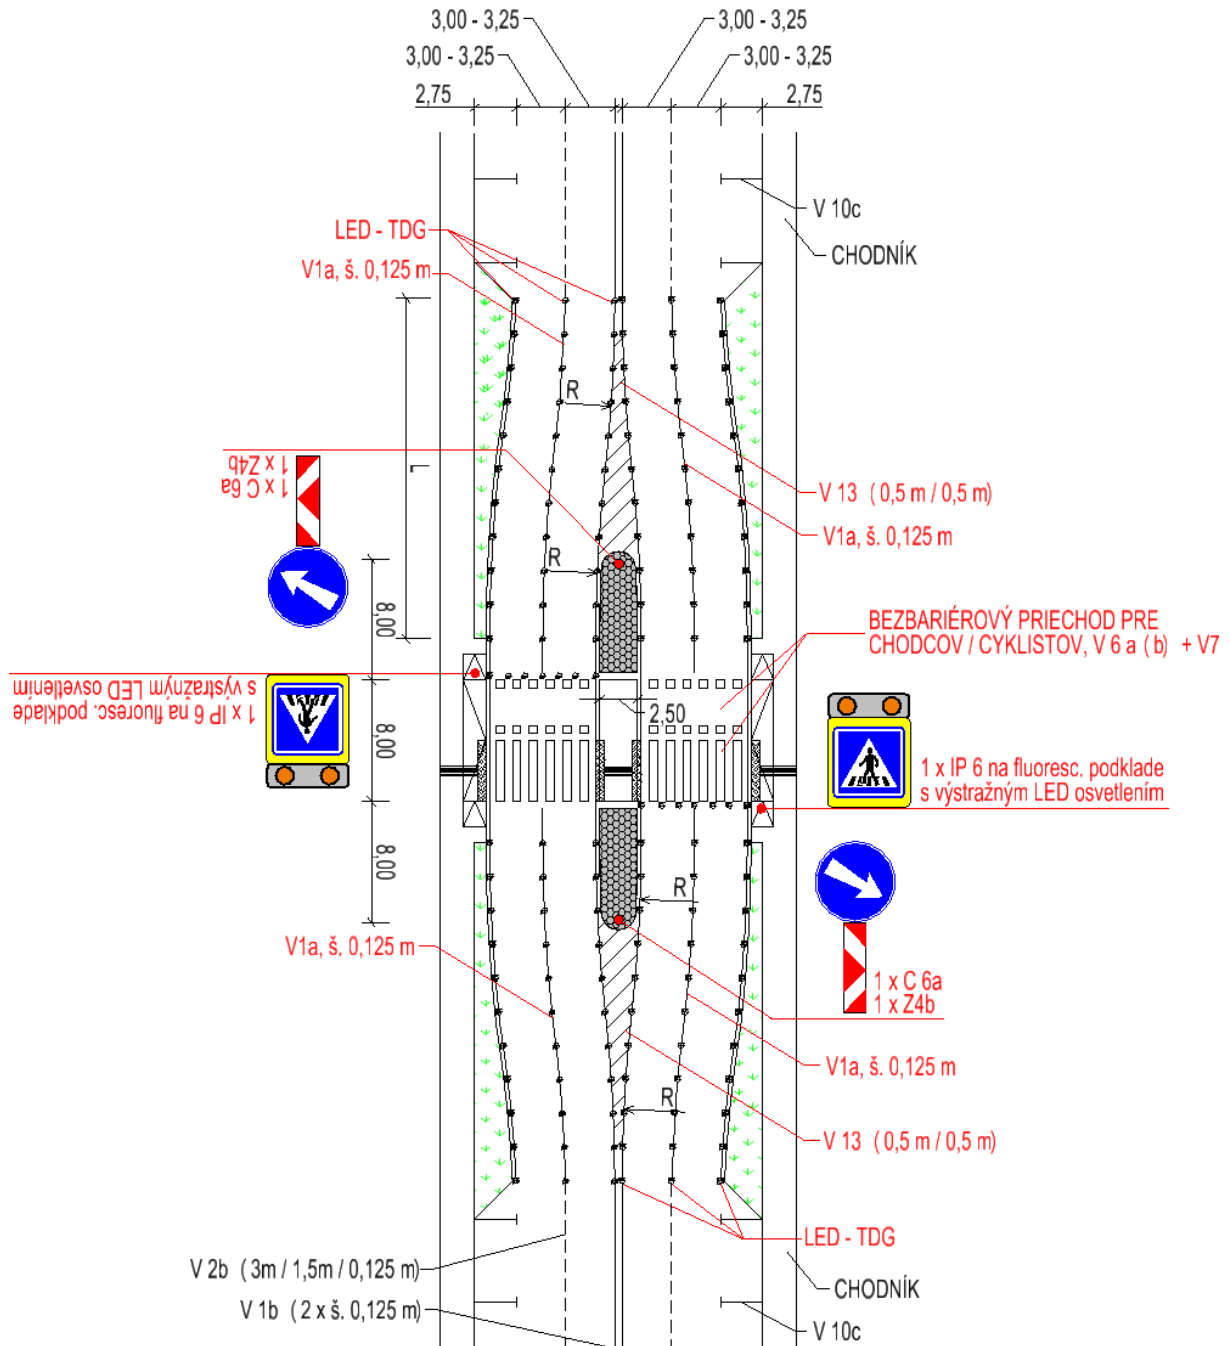 3,00 - 3,25
3,00 - 3,25
3,00 - 3,25
3,00 - 3,25
2,75
2,75
V 10c
CHODNÍK
LED - TDG
V1a, š. 0,125 m
R
L
1 x C 6a
1 x Z4b
V 13 ( 0,5 m / 0,5 m)
V1a, š. 0,125 m
R
8,00
BEZBARIÉROVÝ PRIECHOD PRE
CHODCOV / CYKLISTOV, V 6 a ( b) + V7
1 x IP 6 na fluoresc. podklade
s výstražným LED osvetlením
2,50
8,00
1 x IP 6 na fluoresc. podklade
s výstražným LED osvetlením
8,00
R
V1a, š. 0,125 m
1 x C 6a
1 x Z4b
V1a, š. 0,125 m
R
V 13 ( 0,5 m / 0,5 m)
LED - TDG
V 2b ( 3m / 1,5m / 0,125 m)
CHODNÍK
V 1b ( 2 x š. 0,125 m)
V 10c